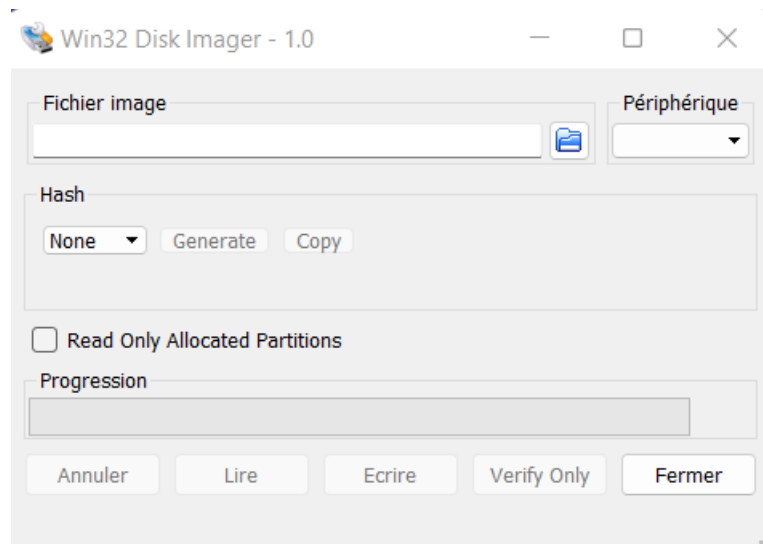 Win32 Disk Imager - 1.0
Fichier image
Périphérique
Hash
None Generate Copy
Read Only Allocated Partitions
Progression
Annuler Lire Ecrire Verify Only Fermer